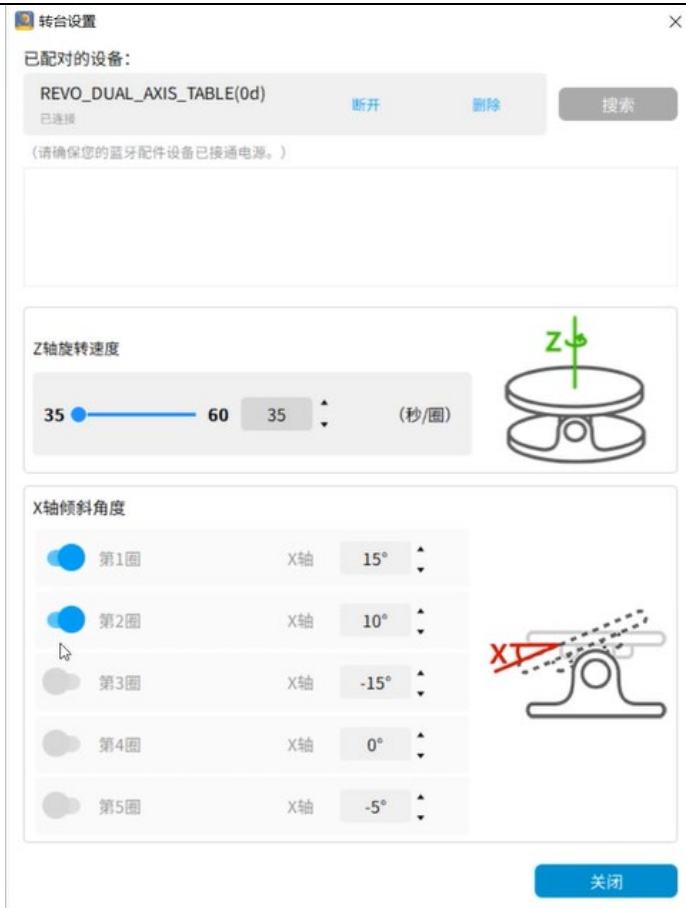 转台设置
已配对的设备：
REVO_DUAL_AXIS_TABLE(0d) 断开 删除 搜索
已连接
（请确保您的蓝牙配件设备已接通电源。）
Z轴旋转速度
Z
35 60 35 （秒/圈）
X轴倾斜角度
第1圈 X轴 15°
第2圈 X轴 10°
X
第3圈 X轴 -15°
第4圈 X轴 0°
第5圈 X轴 -5°
关闭